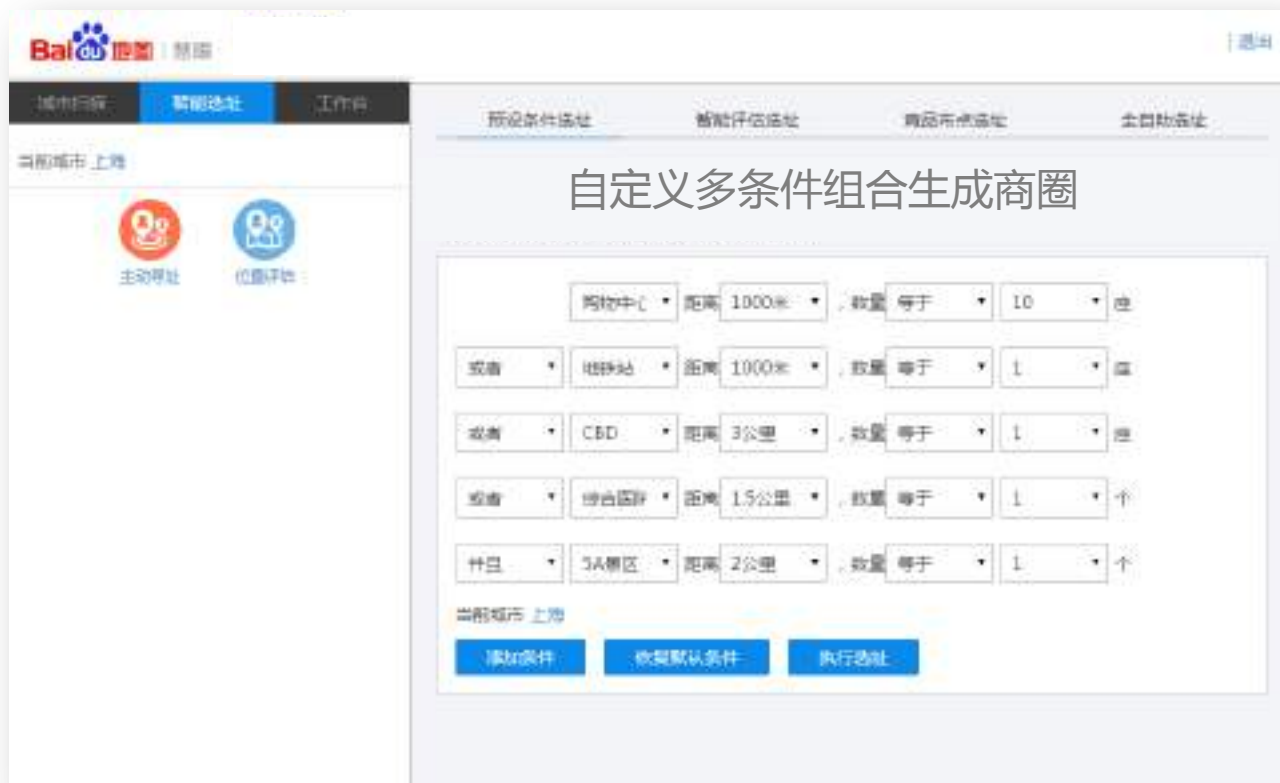 Bai du 地图 | 慧眼
| 退出
城市扫描 智能选址 工作台
预设条件选址 智能评估选址 竞品布点选址 全自助选址
当前城市 上海
自定义多条件组合生成商圈
主动寻址 位置评估
购物中心 距离 1000米 , 数量 等于 10 座
或者 地铁站 距离 1000米 , 数量 等于 1 座
或者 CBD 距离 3公里 , 数量 等于 1 座
或者 综合医院 距离 1.5公里 , 数量 等于 1 个
并且 5A景区 距离 2公里 , 数量 等于 1 个
当前城市 上海
添加条件 恢复默认条件 执行选址